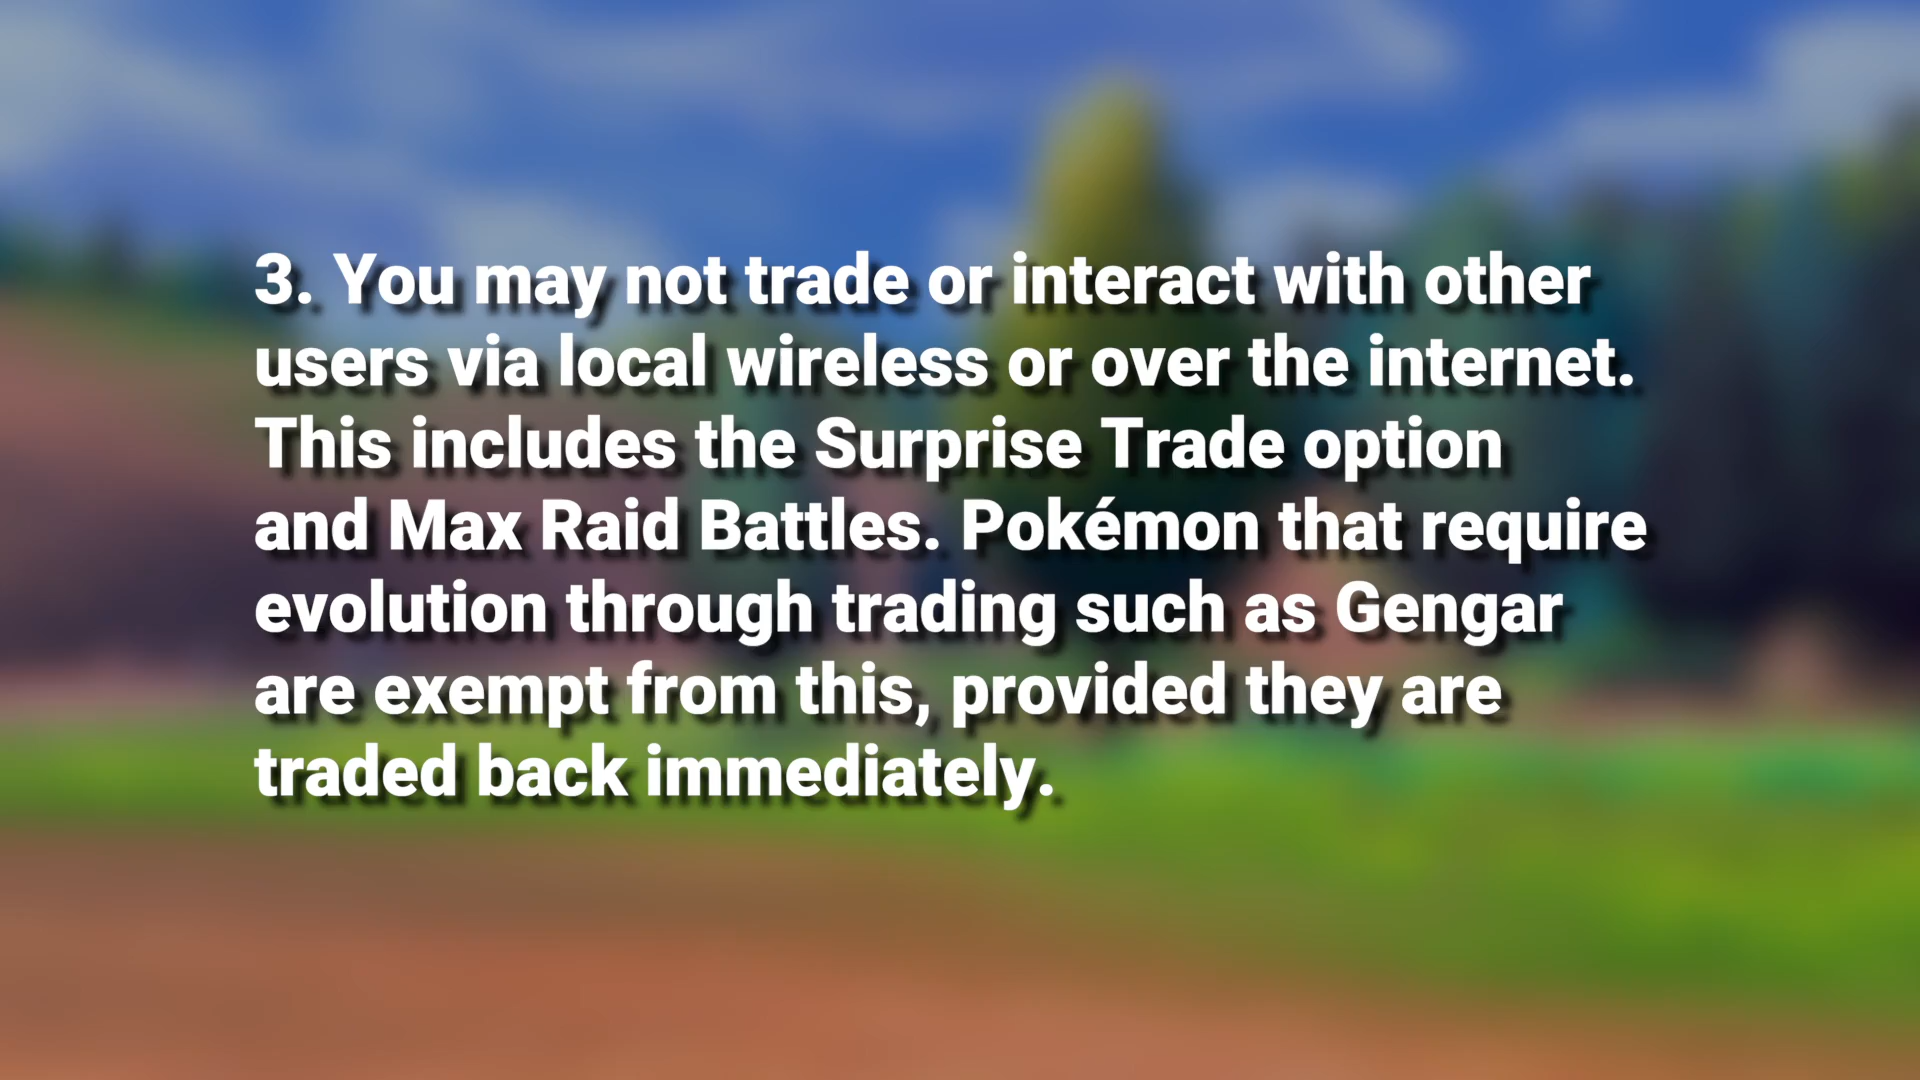 3. You may not trade or interact with other
users via local wireless or over the internet.
This includes the Surprise Trade option
and Max Raid Battles. Pokémon that require
evolution through trading such as Gengar
are exempt from this, provided they are
traded back immediately.